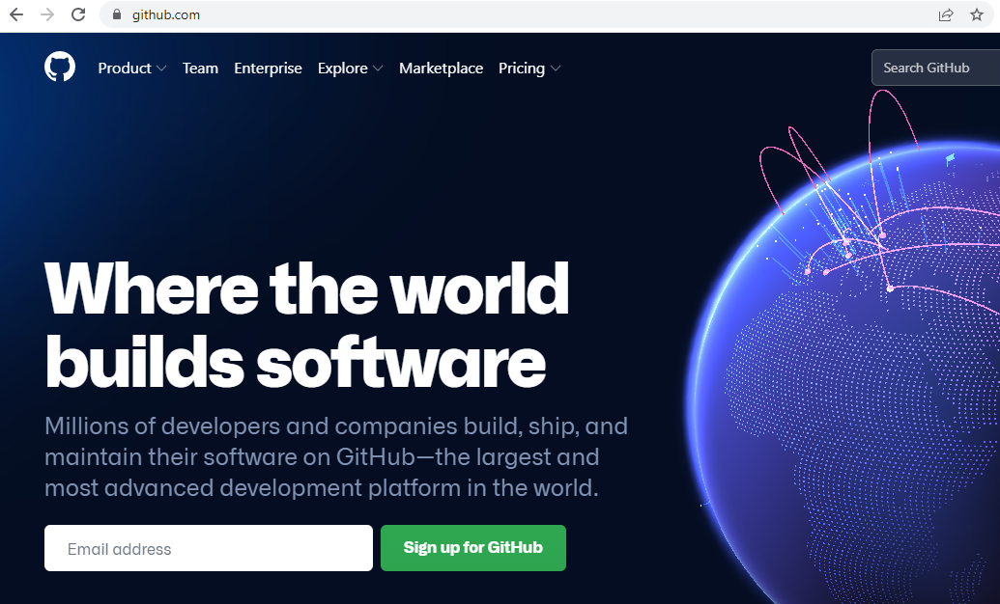 github.com
Product Team Enterprise Explore Marketplace Pricing Search GitHub
Where the world
builds software
Millions of developers and companies build, ship, and
maintain their software on GitHub—the largest and
most advanced development platform in the world.
Email address Sign up for GitHub